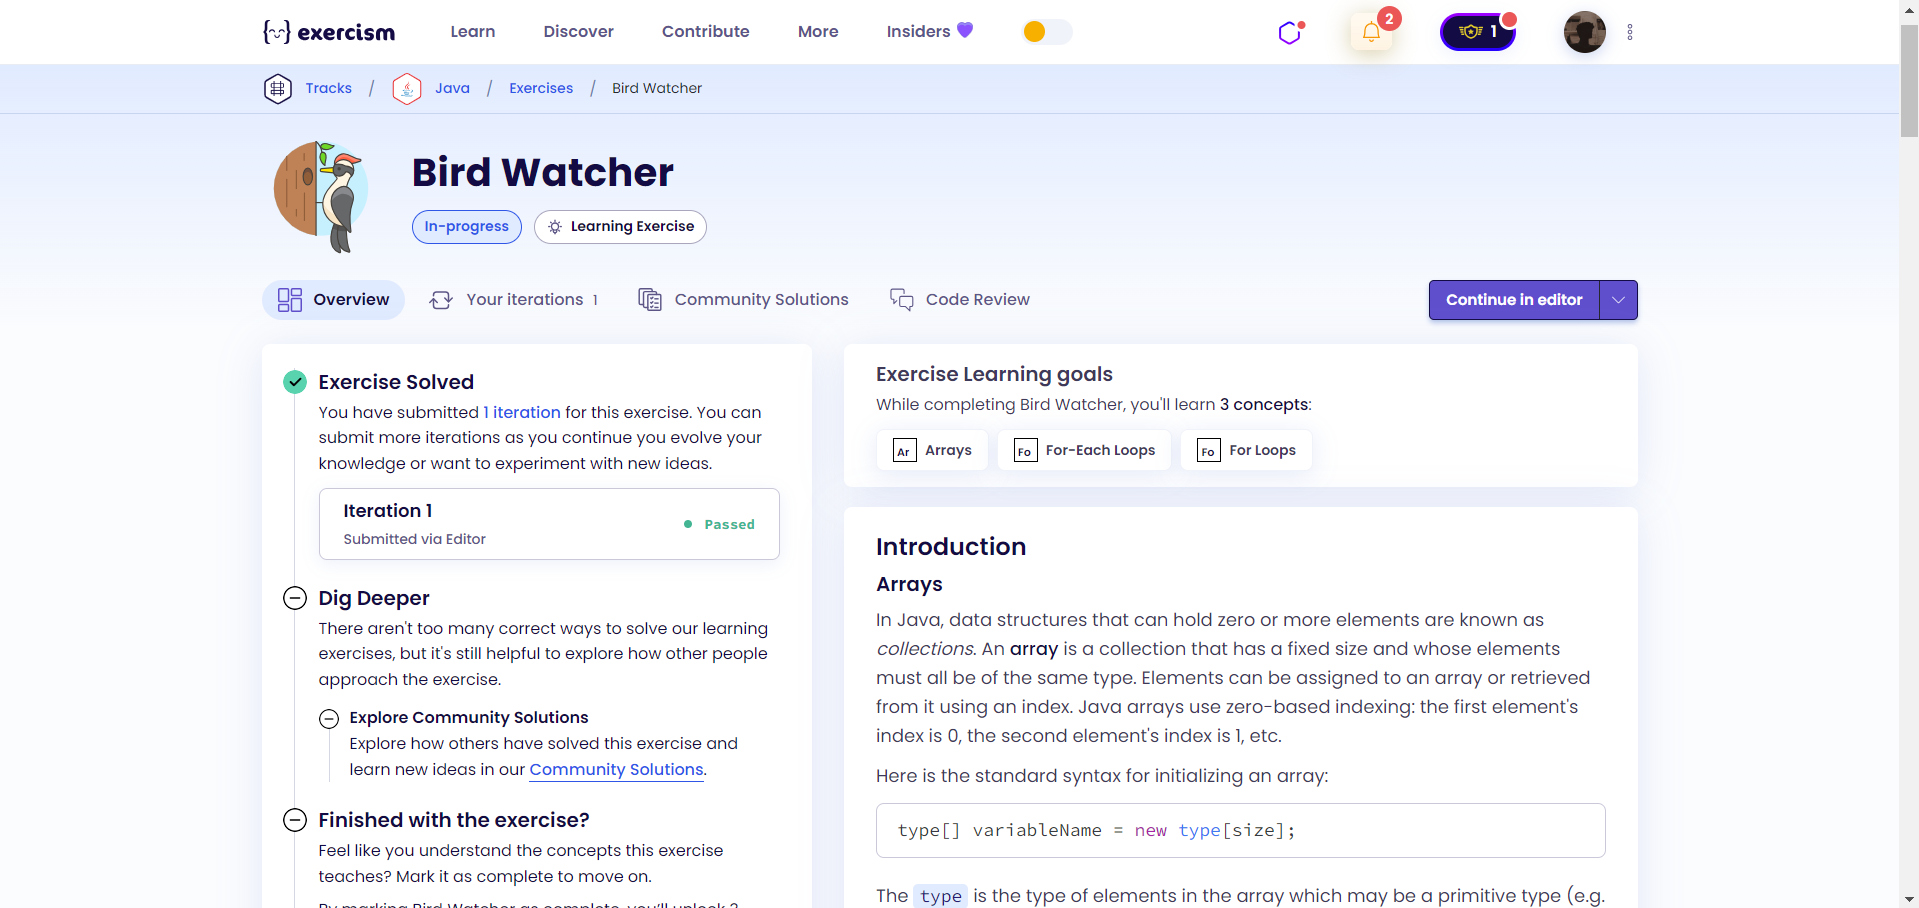 exercism Learn Discover Contribute More Insiders 2 1
Tracks / Java / Exercises / Bird Watcher
Bird Watcher
In-progress Learning Exercise
Overview Your iterations 1 Community Solutions Code Review Continue in editor
Exercise Solved
You have submitted 1 iteration for this exercise. You can
submit more iterations as you continue you evolve your
knowledge or want to experiment with new ideas.
Iteration 1
Submitted via Editor
Passed
Dig Deeper
There aren't too many correct ways to solve our learning
exercises, but it's still helpful to explore how other people
approach the exercise.
Explore Community Solutions
Explore how others have solved this exercise and
learn new ideas in our Community Solutions.
Finished with the exercise?
Feel like you understand the concepts this exercise
teaches? Mark it as complete to move on.
By marking Bird Watcher as complete, you'll unlock 3
Exercise Learning goals
While completing Bird Watcher, you'll learn 3 concepts:
Ar Arrays Fo For-Each Loops Fo For Loops
Introduction
Arrays
In Java, data structures that can hold zero or more elements are known as
collections. An array is a collection that has a fixed size and whose elements
must all be of the same type. Elements can be assigned to an array or retrieved
from it using an index. Java arrays use zero-based indexing: the first element's
index is 0, the second element's index is 1, etc.
Here is the standard syntax for initializing an array:
type[] variableName = new type[size];
The type is the type of elements in the array which may be a primitive type (e.g.